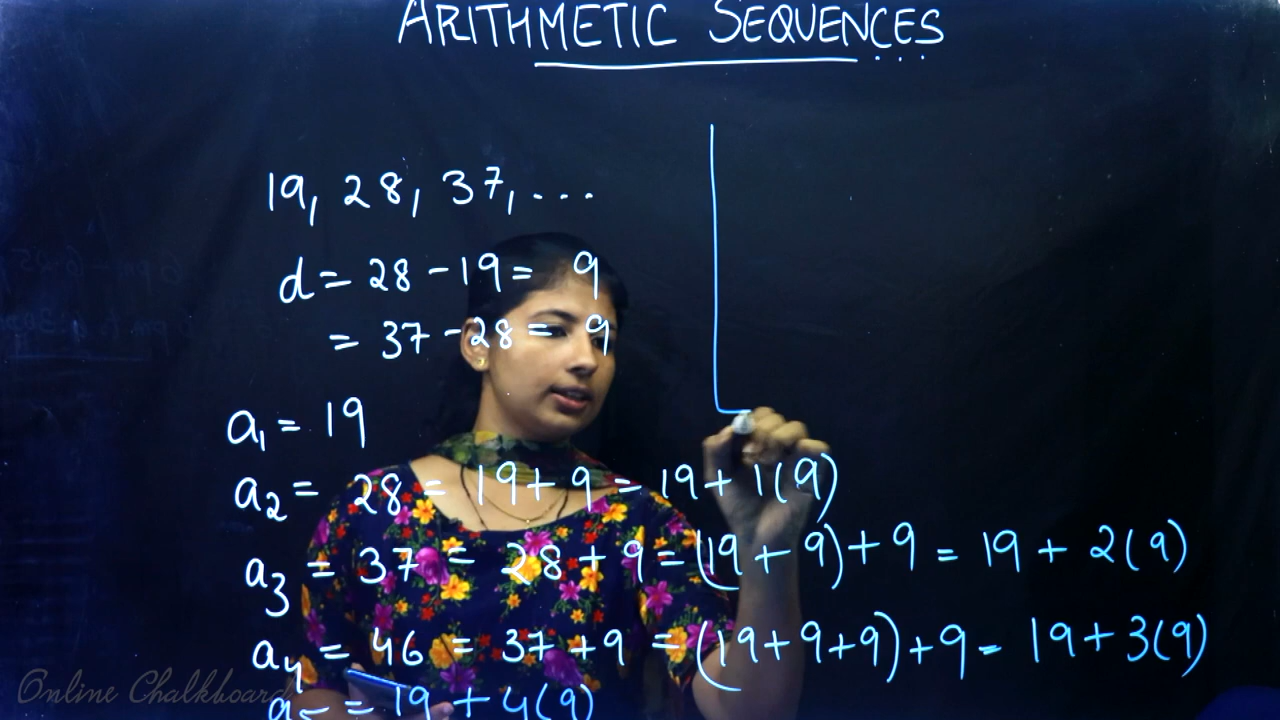 ARITHMETIC SEQUENCES...
19, 28, 37, ...
d = 28 - 19 = 9
= 37 - 28 = 9
a₁ = 19
a₂ = 28 = 19 + 9 = 19 + 1(9)
a₃ = 37 = 28 + 9 = (19 + 9) + 9 = 19 + 2(9)
a₄ = 46 = 37 + 9 = (19 + 9 + 9) + 9 = 19 + 3(9)
a₅ = 19 + 4(9)
Online Chalkboard